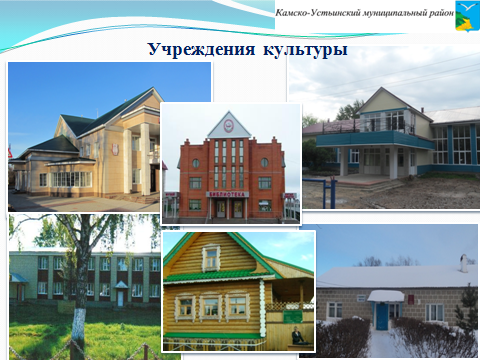 Камско-Устьинский муниципальный район
Учреждения культуры
БИБЛИОТЕКА